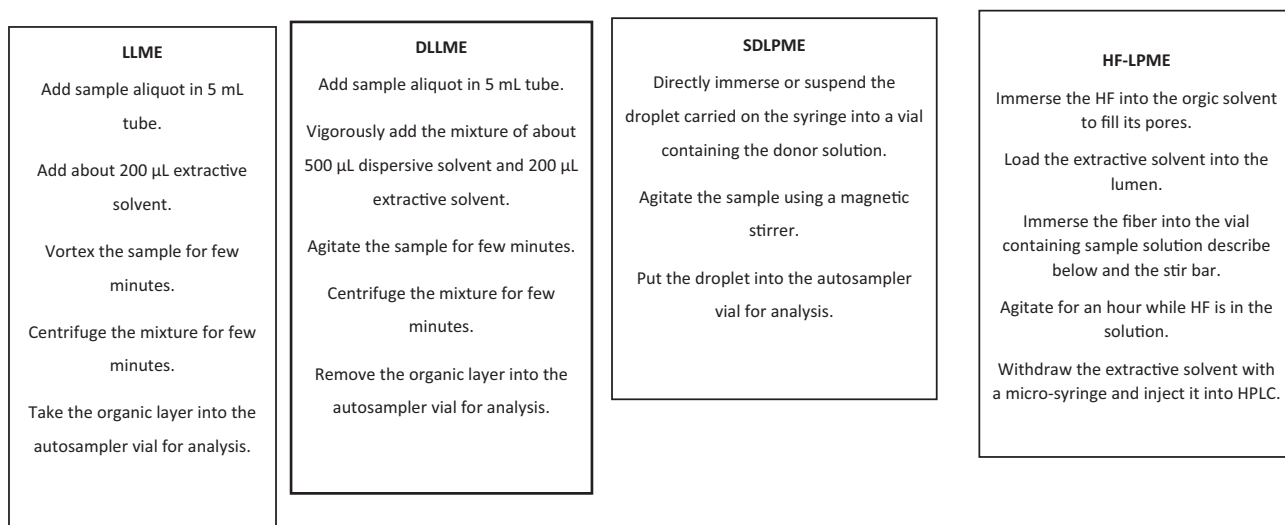 LLME
Add sample aliquot in 5 mL
tube.
Add about 200 µL extractive
solvent.
Vortex the sample for few
minutes.
Centrifuge the mixture for few
minutes.
Take the organic layer into the
autosampler vial for analysis.
DLLME
Add sample aliquot in 5 mL tube.
Vigorously add the mixture of about
500 µL dispersive solvent and 200 µL
extractive solvent.
Agitate the sample for few minutes.
Centrifuge the mixture for few
minutes.
Remove the organic layer into the
autosampler vial for analysis.
SDLPME
Directly immerse or suspend the
droplet carried on the syringe into a vial
containing the donor solution.
Agitate the sample using a magnetic
stirrer.
Put the droplet into the autosampler
vial for analysis.
HF-LPME
Immerse the HF into the orgic solvent
to fill its pores.
Load the extractive solvent into the
lumen.
Immerse the fiber into the vial
containing sample solution describe
below and the stir bar.
Agitate for an hour while HF is in the
solution.
Withdraw the extractive solvent with
a micro-syringe and inject it into HPLC.